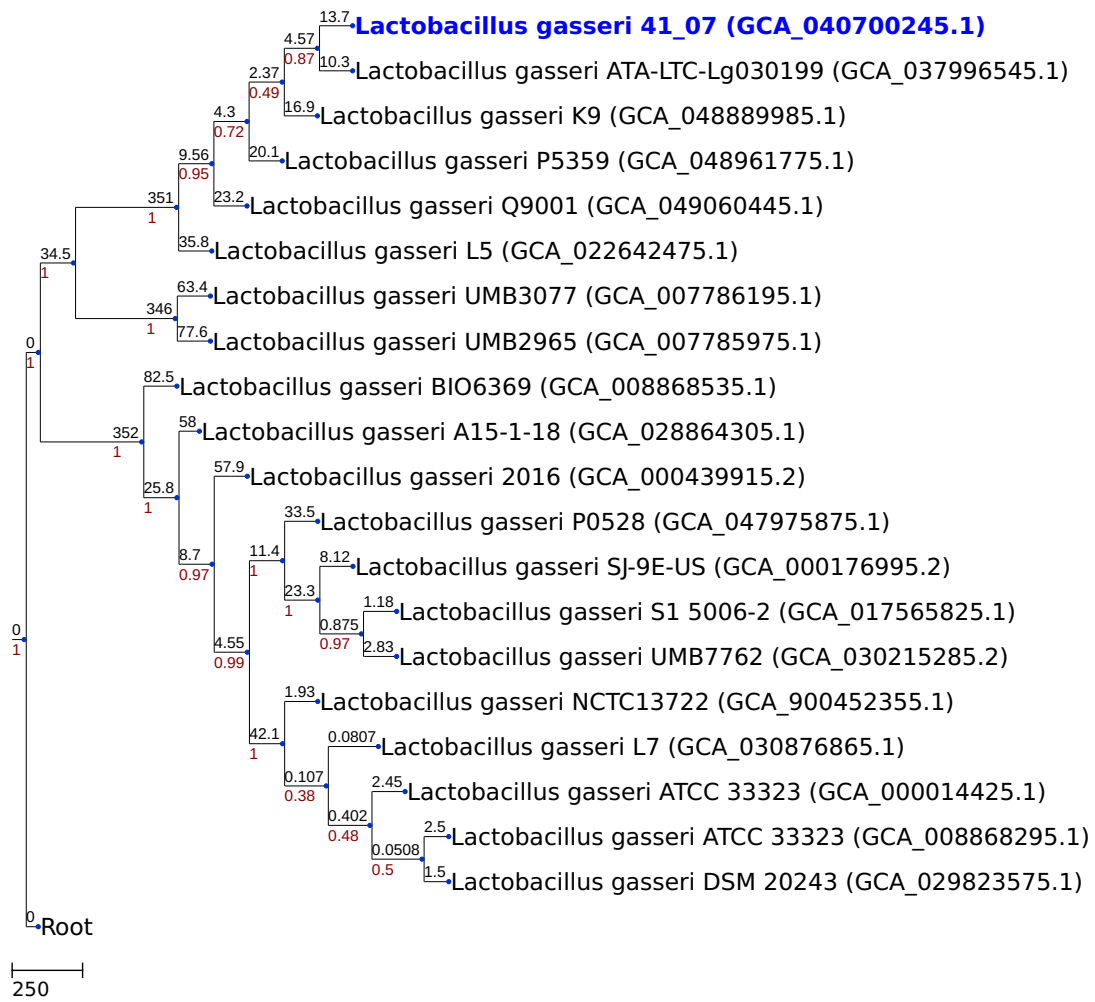 13.7
Lactobacillus gasseri 41_07 (GCA_040700245.1)
4.57
0.87
10.3
Lactobacillus gasseri ATA-LTC-Lg030199 (GCA_037996545.1)
2.37
0.49
16.9
Lactobacillus gasseri K9 (GCA_048889985.1)
4.3
0.72
20.1
Lactobacillus gasseri P5359 (GCA_048961775.1)
9.56
0.95
23.2
Lactobacillus gasseri Q9001 (GCA_049060445.1)
351
1
35.8
Lactobacillus gasseri L5 (GCA_022642475.1)
34.5
1
63.4
Lactobacillus gasseri UMB3077 (GCA_007786195.1)
346
1
77.6
Lactobacillus gasseri UMB2965 (GCA_007785975.1)
0
1
82.5
Lactobacillus gasseri BIO6369 (GCA_008868535.1)
352
1
58
Lactobacillus gasseri A15-1-18 (GCA_028864305.1)
25.8
1
57.9
Lactobacillus gasseri 2016 (GCA_000439915.2)
8.7
0.97
33.5
Lactobacillus gasseri P0528 (GCA_047975875.1)
11.4
1
8.12
Lactobacillus gasseri SJ-9E-US (GCA_000176995.2)
23.3
1
1.18
Lactobacillus gasseri S1 5006-2 (GCA_017565825.1)
0.875
0.97
2.83
Lactobacillus gasseri UMB7762 (GCA_030215285.2)
0
1
4.55
0.99
1.93
Lactobacillus gasseri NCTC13722 (GCA_900452355.1)
42.1
1
0.0807
Lactobacillus gasseri L7 (GCA_030876865.1)
0.107
0.38
2.45
Lactobacillus gasseri ATCC 33323 (GCA_000014425.1)
0.402
0.48
2.5
Lactobacillus gasseri ATCC 33323 (GCA_008868295.1)
0.0508
0.5
1.5
Lactobacillus gasseri DSM 20243 (GCA_029823575.1)
0
Root
250